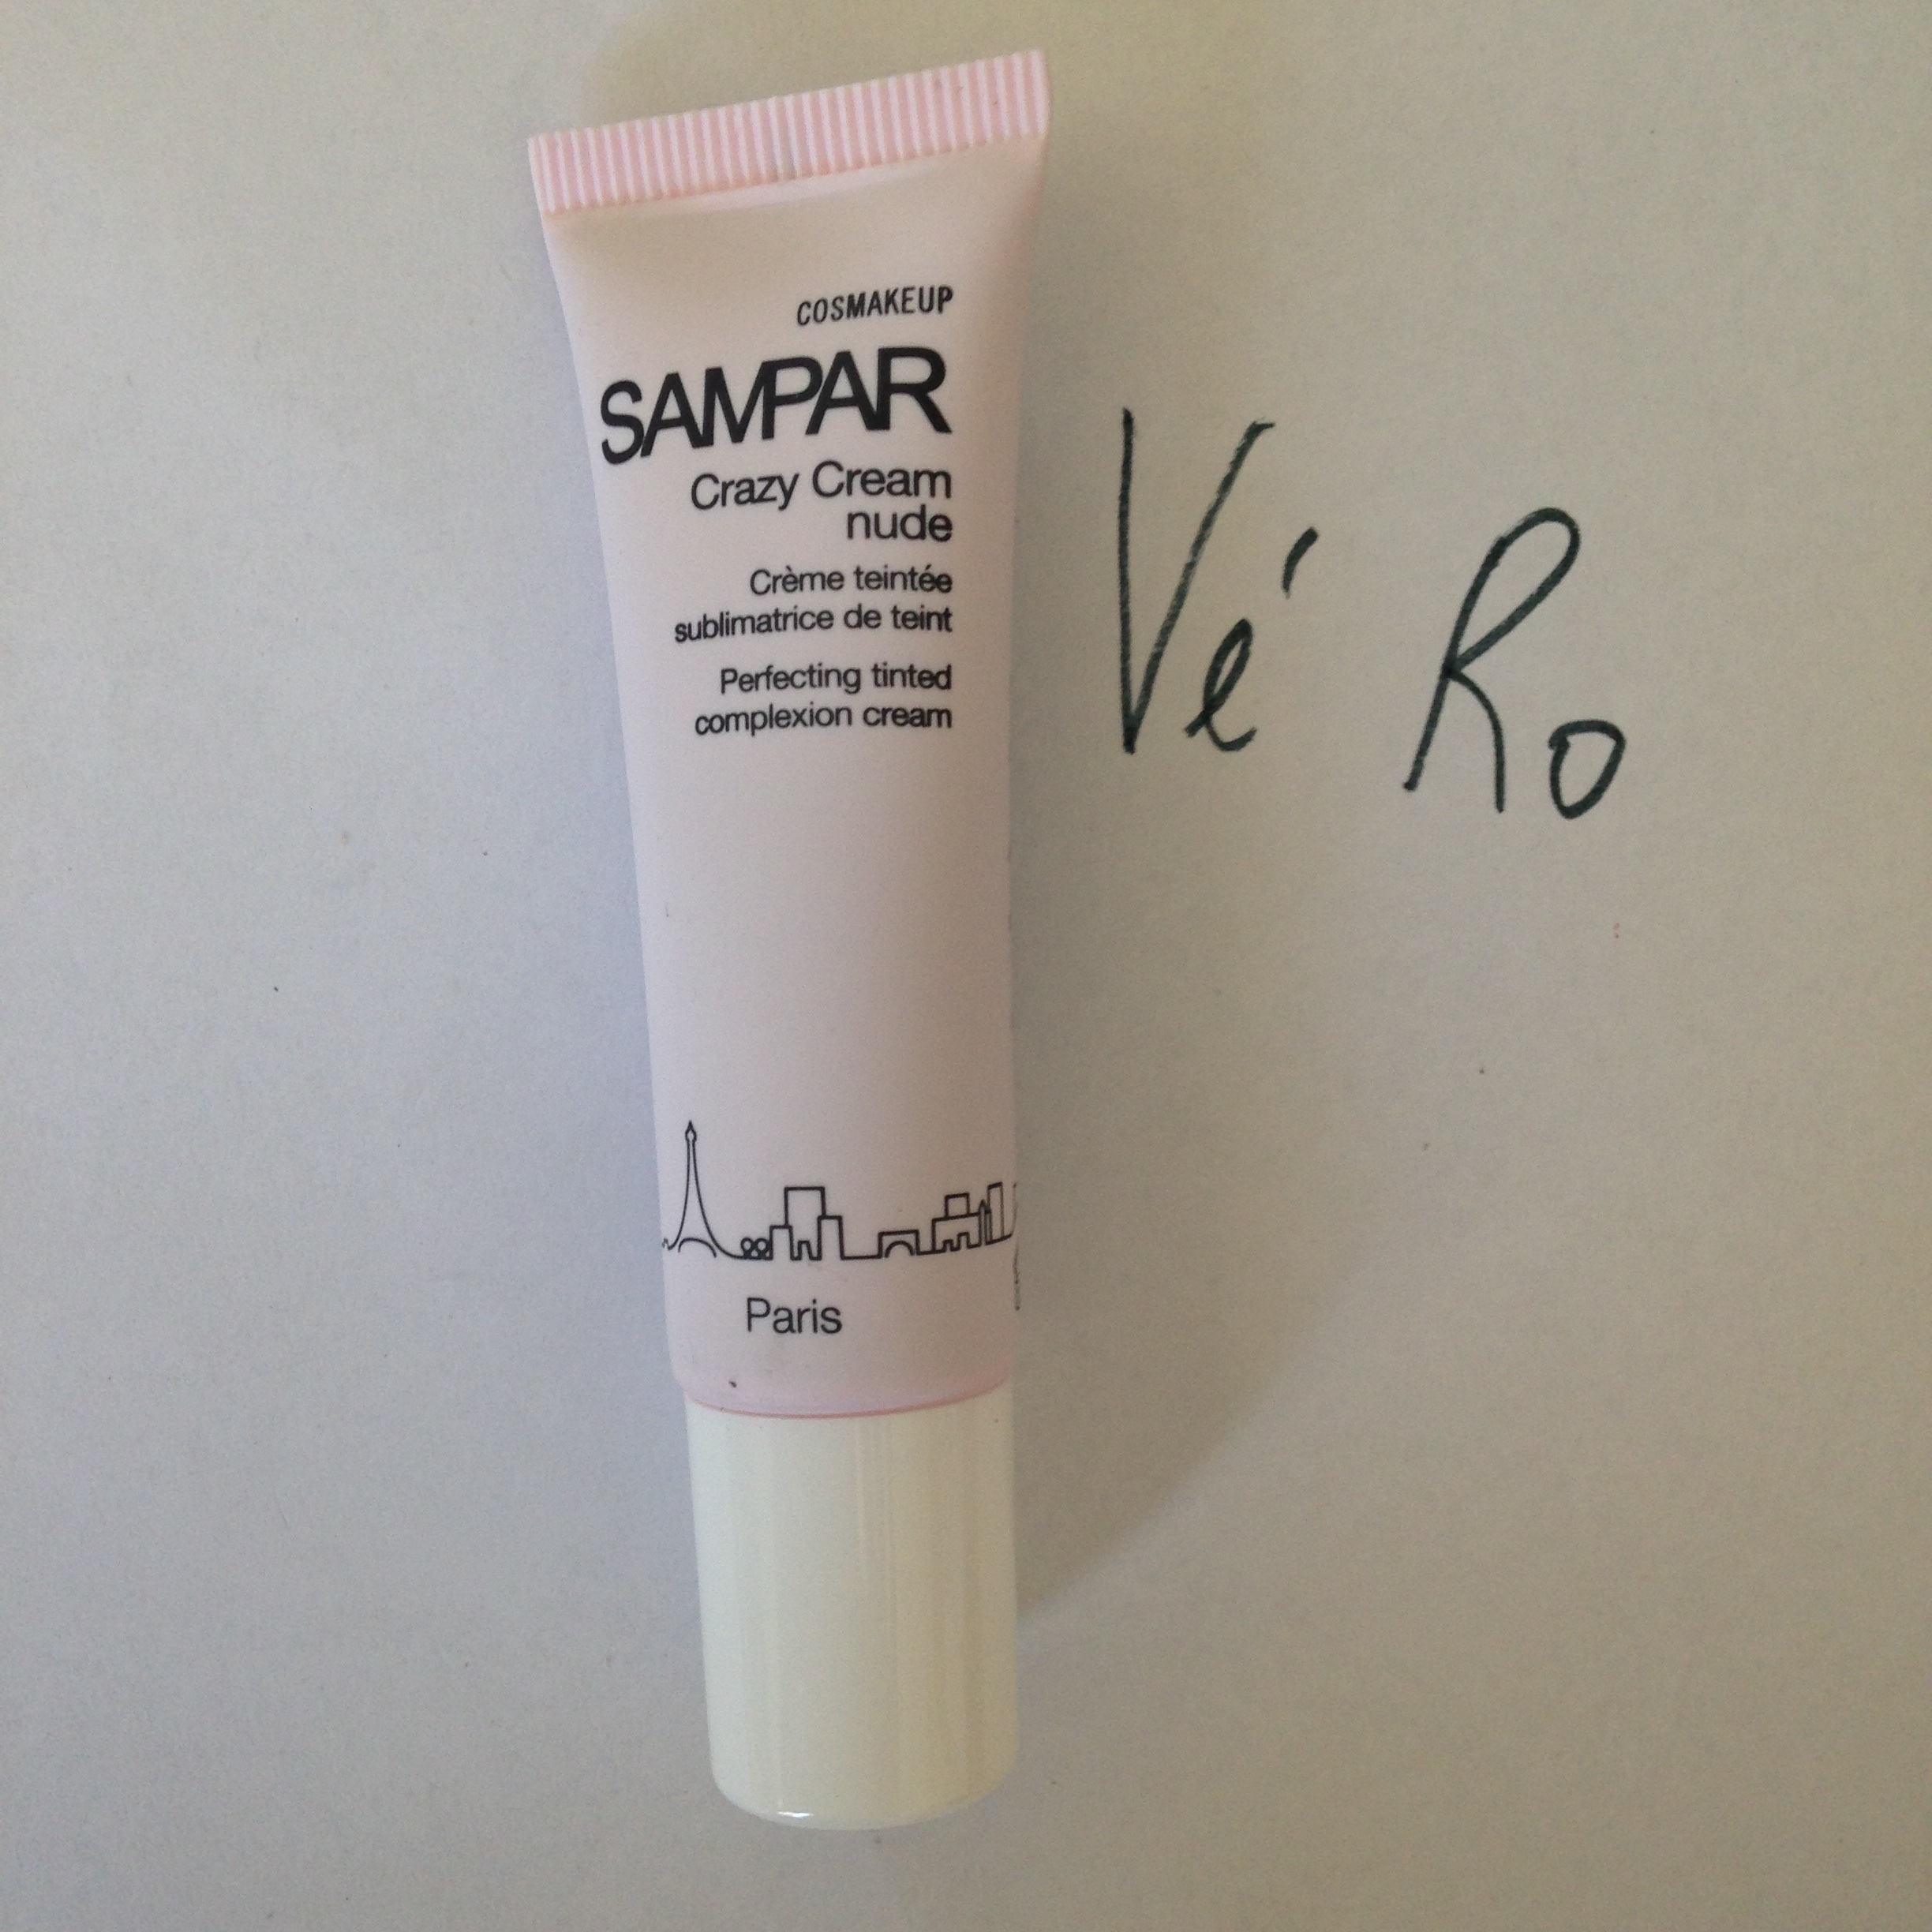 COSMAKEUP
SAMPAR
Crazy Cream
nude
Crème teintée
sublimatrice de teint
Perfecting tinted
complexion cream
Paris
Vé Ro